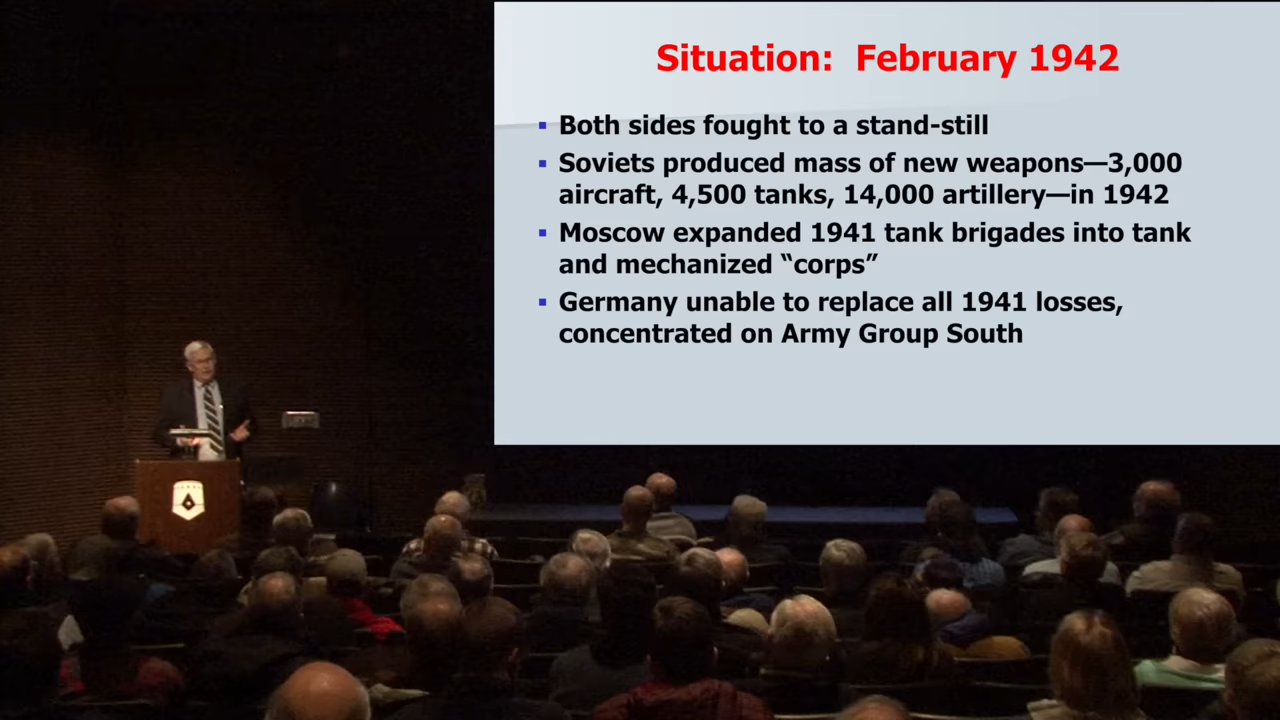 Situation: February 1942
▪ Both sides fought to a stand-still
▪ Soviets produced mass of new weapons—3,000
aircraft, 4,500 tanks, 14,000 artillery—in 1942
▪ Moscow expanded 1941 tank brigades into tank
and mechanized “corps”
▪ Germany unable to replace all 1941 losses,
concentrated on Army Group South